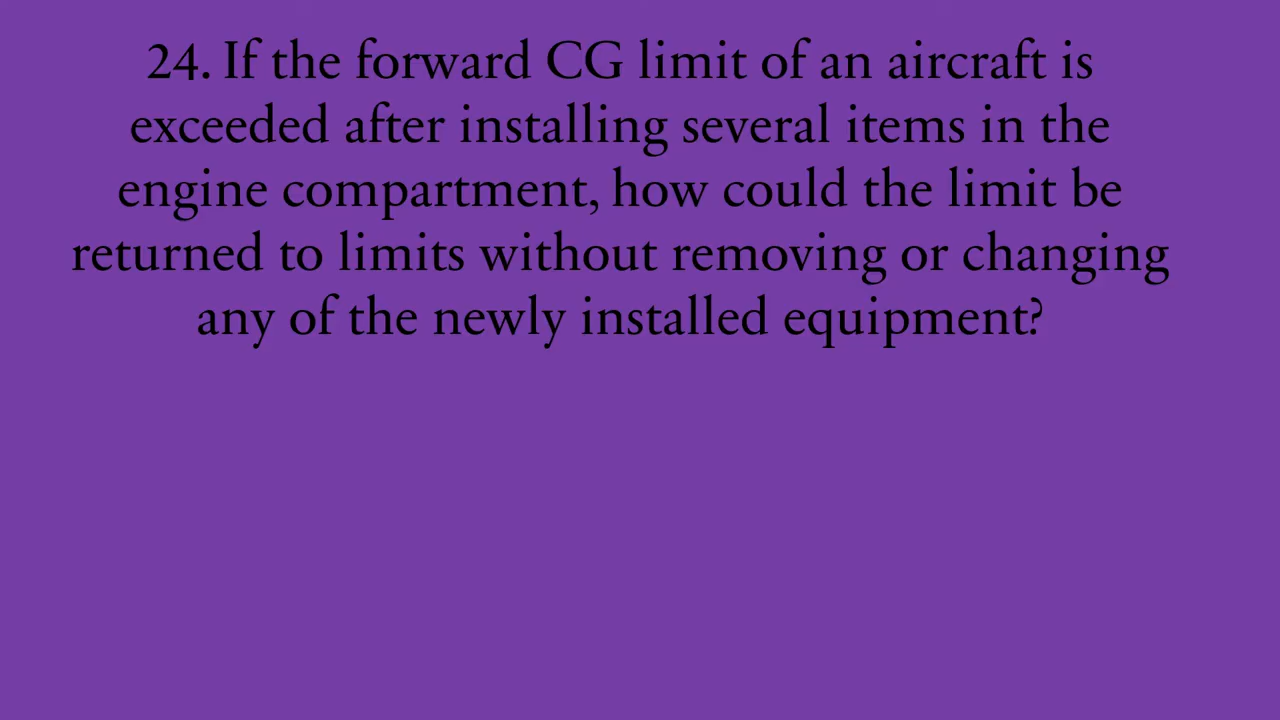 24. If the forward CG limit of an aircraft is
exceeded after installing several items in the
engine compartment, how could the limit be
returned to limits without removing or changing
any of the newly installed equipment?